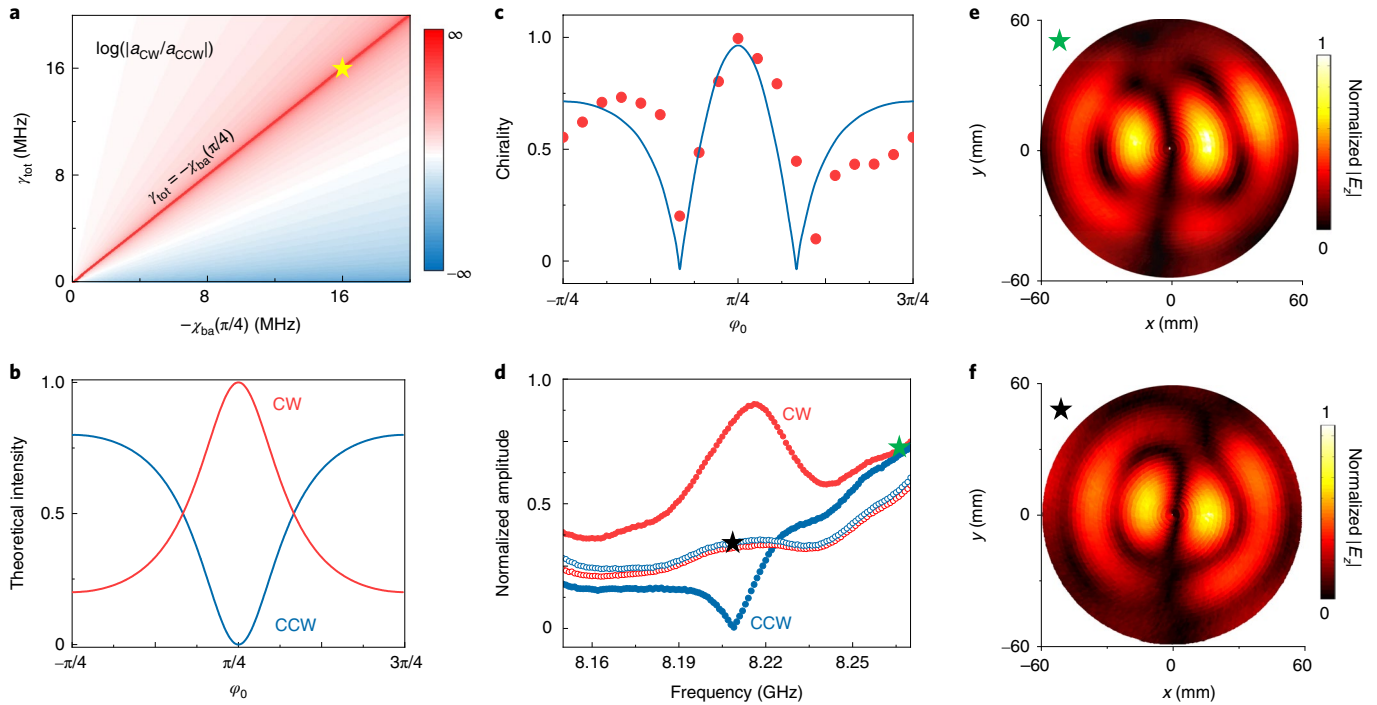 a
log(|a_CW/a_CCW|)
γ_tot = −χ_ba(π/4)
γ_tot (MHz)
16
8
0
0
8
16
−χ_ba(π/4) (MHz)
∞
−∞
b
Theoretical intensity
1.0
0.5
0
CW
CCW
−π/4
π/4
3π/4
φ_0
c
Chirality
1.0
0.5
0
−π/4
π/4
3π/4
φ_0
d
Normalized amplitude
1.0
0.5
0
CW
CCW
8.16
8.19
8.22
8.25
Frequency (GHz)
e
y (mm)
60
0
−60
−60
0
60
x (mm)
1
0
Normalized |E_z|
f
y (mm)
60
0
−60
−60
0
60
x (mm)
1
0
Normalized |E_z|